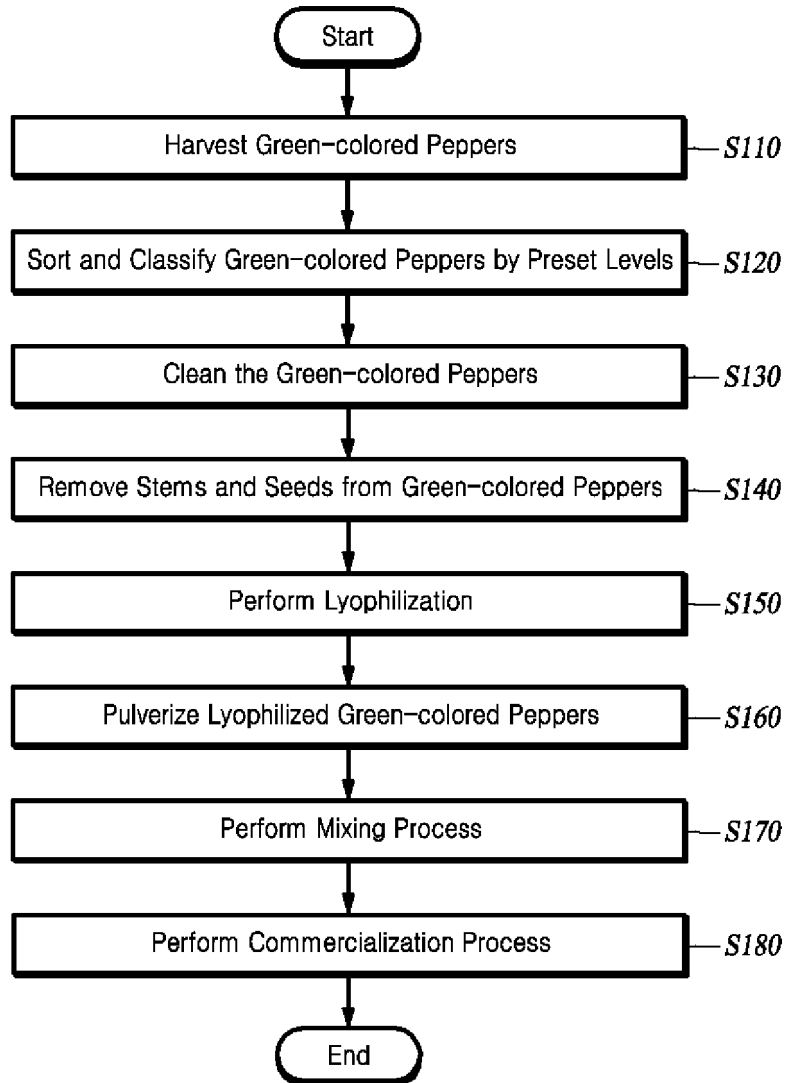 Start
Harvest Green-colored Peppers
S110
Sort and Classify Green-colored Peppers by Preset Levels
S120
Clean the Green-colored Peppers
S130
Remove Stems and Seeds from Green-colored Peppers
S140
Perform Lyophilization
S150
Pulverize Lyophilized Green-colored Peppers
S160
Perform Mixing Process
S170
Perform Commercialization Process
S180
End